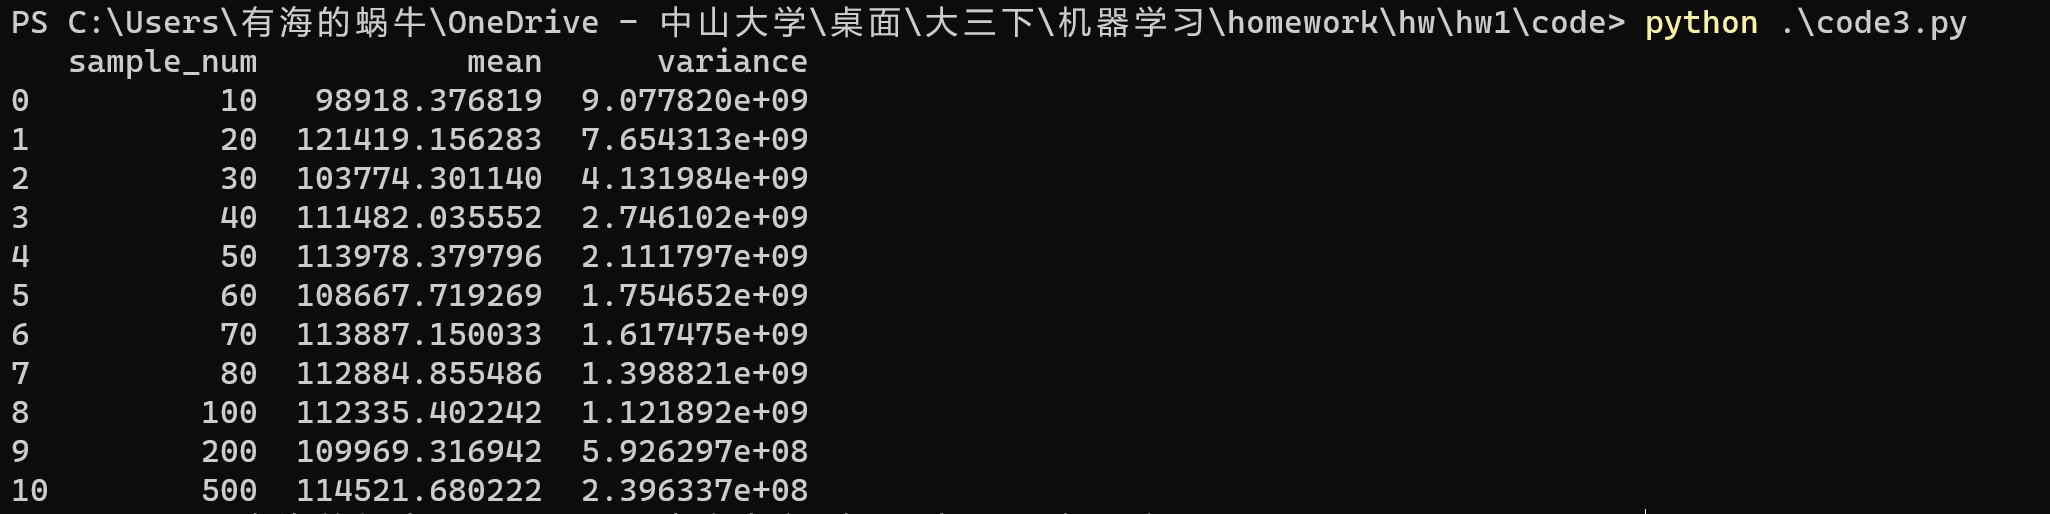 PS C:\Users\有海的蜗牛\OneDrive - 中山大学\桌面\大三下\机器学习\homework\hw\hw1\code> python .\code3.py
sample_num mean variance
0 10 98918.376819 9.077820e+09
1 20 121419.156283 7.654313e+09
2 30 103774.301140 4.131984e+09
3 40 111482.035552 2.746102e+09
4 50 113978.379796 2.111797e+09
5 60 108667.719269 1.754652e+09
6 70 113887.150033 1.617475e+09
7 80 112884.855486 1.398821e+09
8 100 112335.402242 1.121892e+09
9 200 109969.316942 5.926297e+08
10 500 114521.680222 2.396337e+08